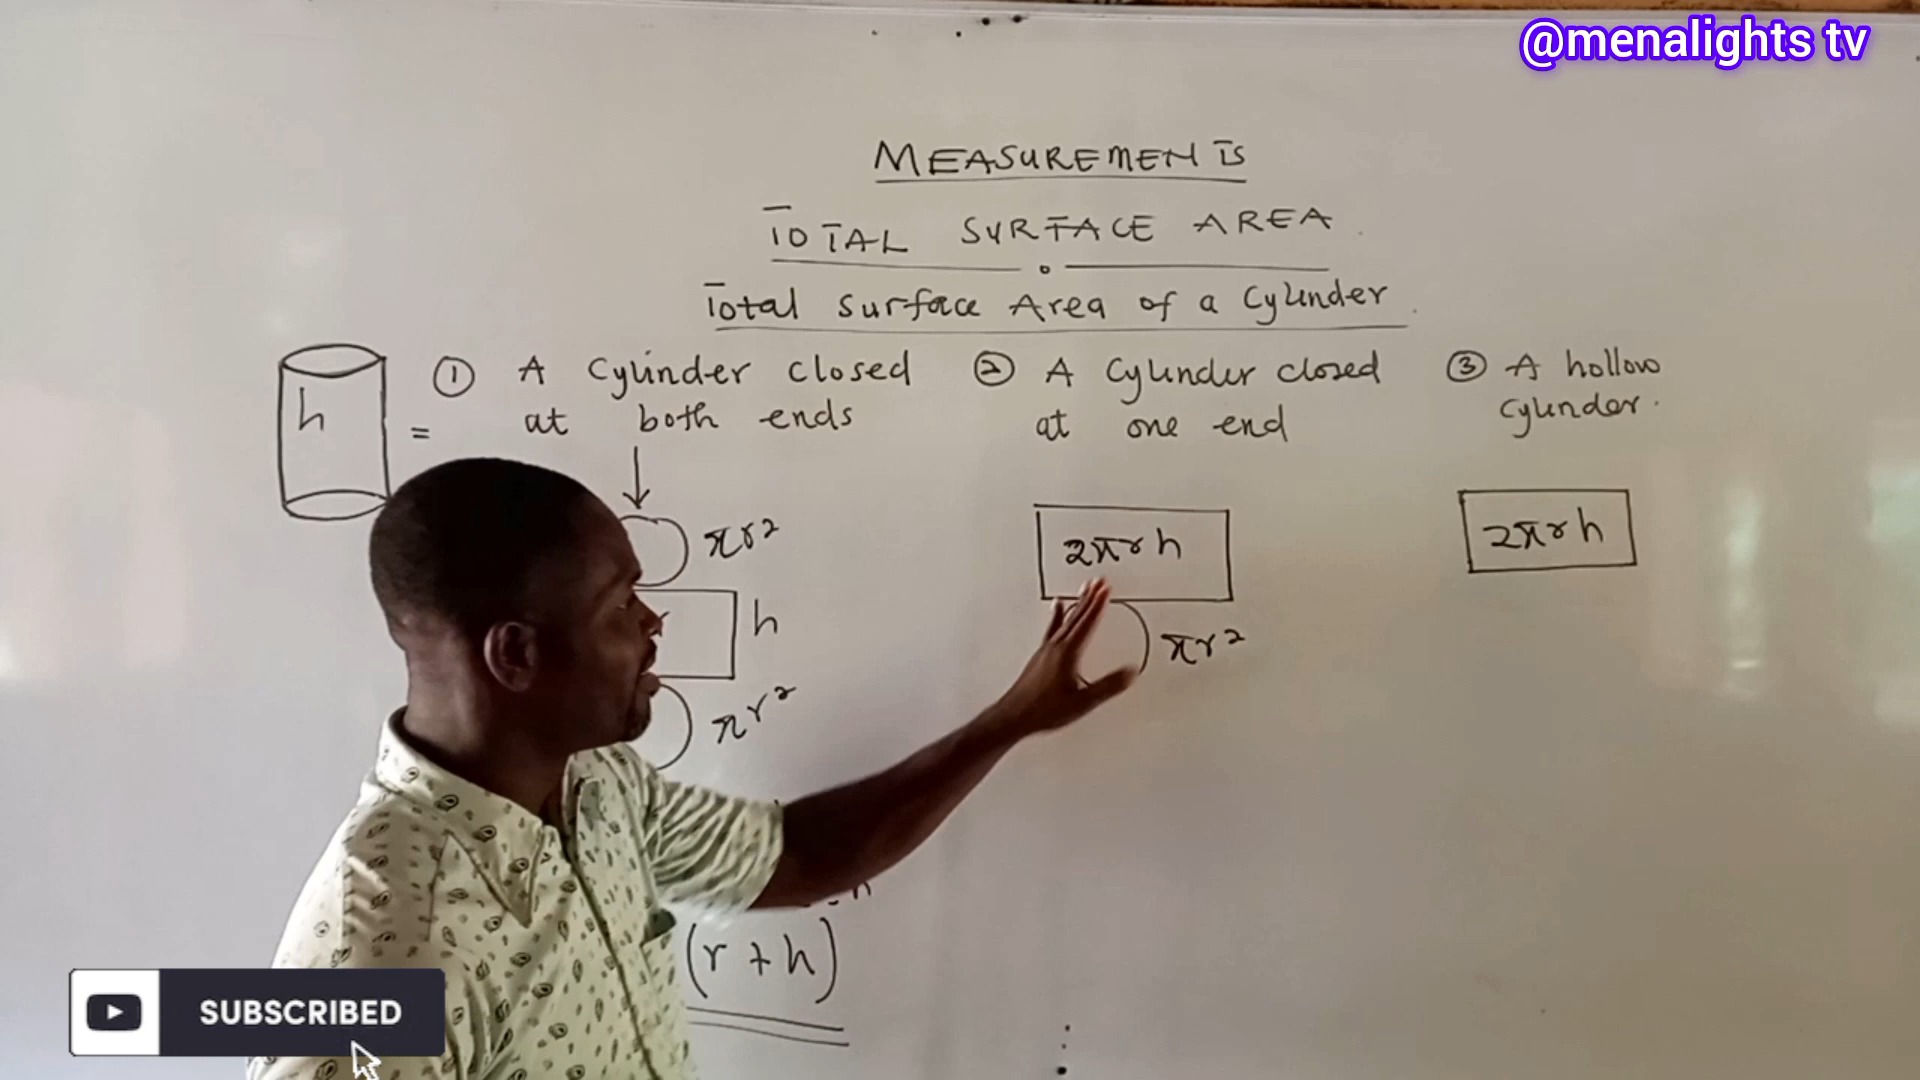 @menalights tv
MEASUREMENTS
TOTAL SURFACE AREA
Total Surface Area of a Cylinder
h = ① A Cylinder closed at both ends
② A Cylinder closed at one end
③ A hollow cylinder.
πr²
h
πr²
(r + h)
2πrh
πr²
2πrh
SUBSCRIBED